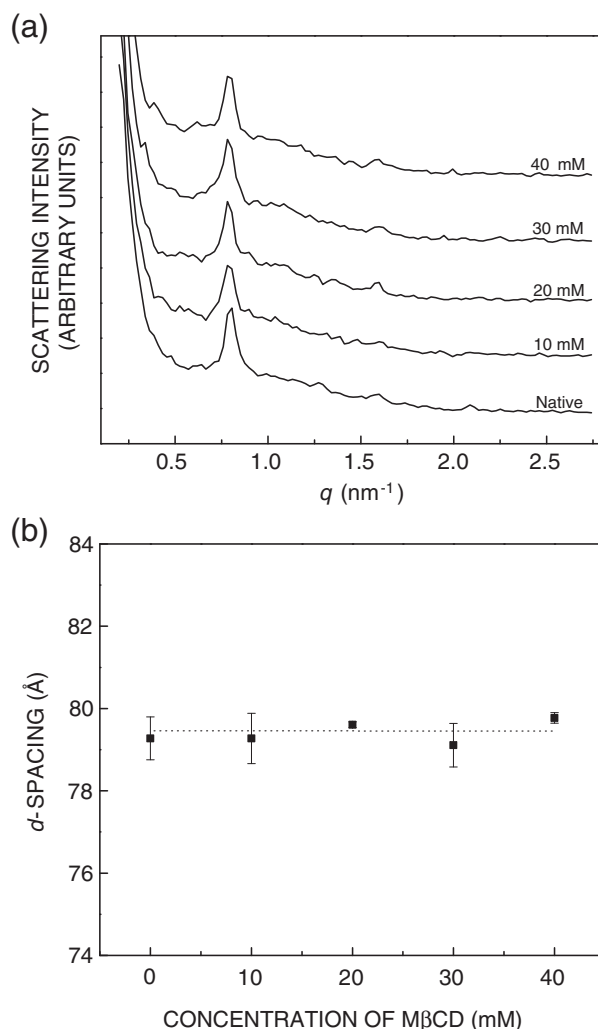 (a)
SCATTERING INTENSITY
(ARBITRARY UNITS)
40 mM
30 mM
20 mM
10 mM
Native
0.5 1.0 1.5 2.0 2.5
q (nm⁻¹)
(b)
84
82
80
78
76
74
d-SPACING (Å)
0 10 20 30 40
CONCENTRATION OF MβCD (mM)